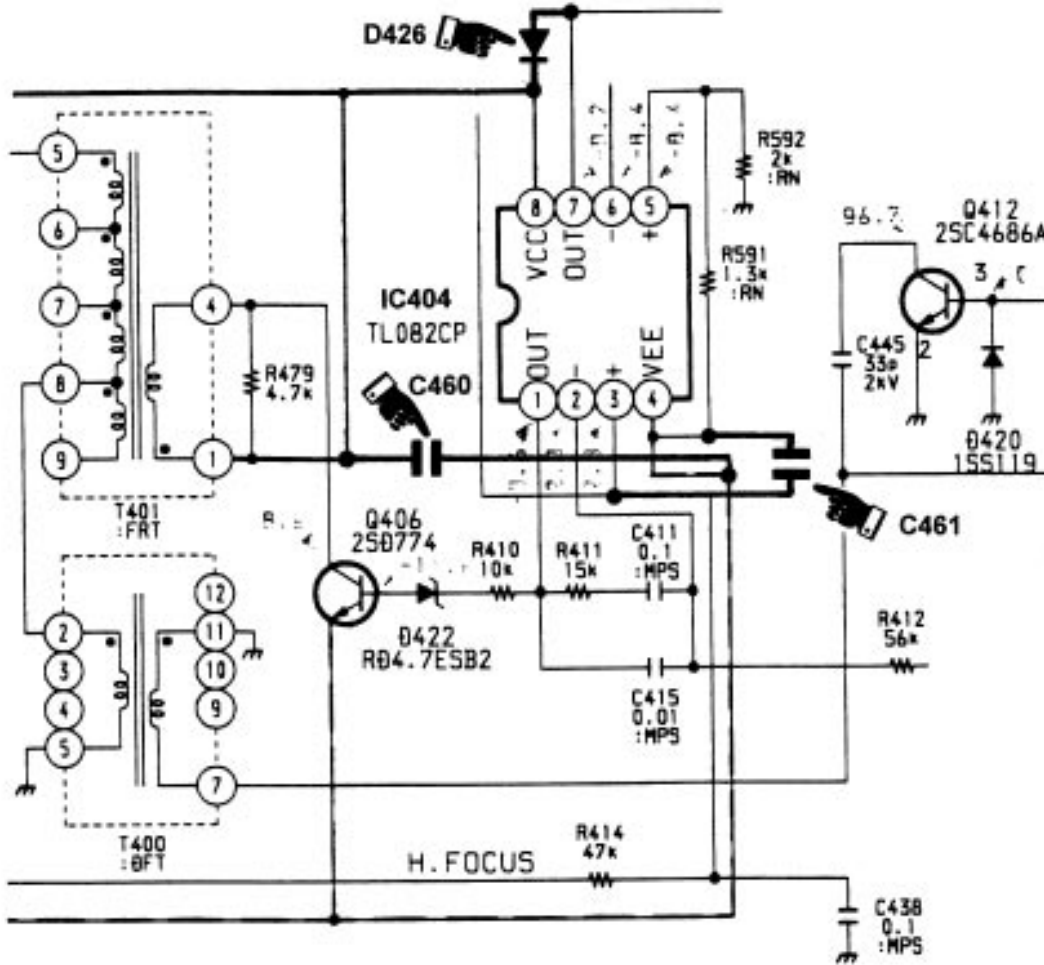 D426
R592
2k
:RN
Q412
2SC4686A
R591
1.3k
:RN
8
7
6
5
VCC
OUT
-
+
IC404
TL082CP
OUT
-
+
VEE
1
2
3
4
5
6
7
8
9
4
1
R479
4.7k
C460
C445
33p
2kV
3
2
D420
1SS119
C461
T401
:FRT
Q406
2SD774
R410
10k
R411
15k
C411
0.1
:MPS
D422
RD4.7ESB2
C415
0.01
:MPS
R412
56k
2
3
4
5
12
11
10
9
7
T400
:DFT
H.FOCUS
R414
47k
C438
0.1
:MPS